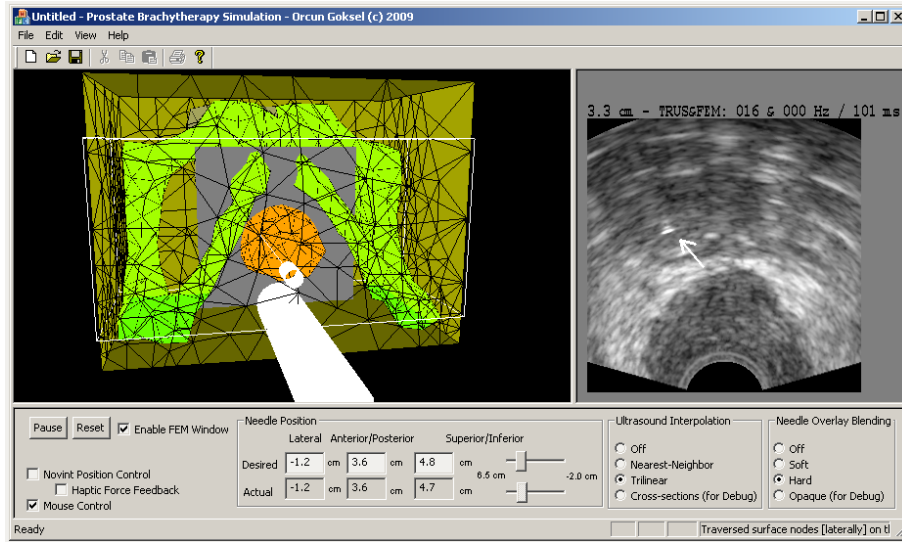 Untitled - Prostate Brachytherapy Simulation - Orcun Goksel (c) 2009
File Edit View Help
3.3 cm - TRUS&FEM: 016 & 000 Hz / 101 ms
Pause Reset Enable FEM Window
Novint Position Control
Haptic Force Feedback
Mouse Control
Needle Position
Lateral Anterior/Posterior Superior/Inferior
Desired -1.2 cm 3.6 cm 4.8 cm
6.5 cm -2.0 cm
Actual -1.2 cm 3.6 cm 4.7 cm
Ultrasound Interpolation
Off
Nearest-Neighbor
Trilinear
Cross-sections (for Debug)
Needle Overlay Blending
Off
Soft
Hard
Opaque (for Debug)
Ready
Traversed surface nodes [laterally] on